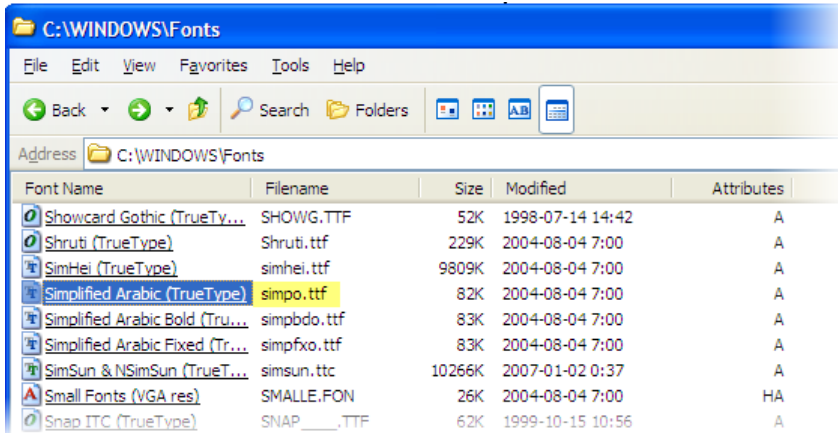 C:\WINDOWS\Fonts
File Edit View Favorites Tools Help
Back Search Folders AB
Address C:\WINDOWS\Fonts
Font Name Filename Size Modified Attributes
Showcard Gothic (TrueTy... SHOWG.TTF 52K 1998-07-14 14:42 A
Shruti (TrueType) Shruti.ttf 229K 2004-08-04 7:00 A
SimHei (TrueType) simhei.ttf 9809K 2004-08-04 7:00 A
Simplified Arabic (TrueType) simpo.ttf 82K 2004-08-04 7:00 A
Simplified Arabic Bold (Tru... simpbdo.ttf 83K 2004-08-04 7:00 A
Simplified Arabic Fixed (Tr... simpfxo.ttf 83K 2004-08-04 7:00 A
SimSun & NSimSun (TrueT... simsun.ttc 10266K 2007-01-02 0:37 A
Small Fonts (VGA res) SMALLE.FON 26K 2004-08-04 7:00 HA
Snap ITC (TrueType) SNAP____.TTF 62K 1999-10-15 10:56 A